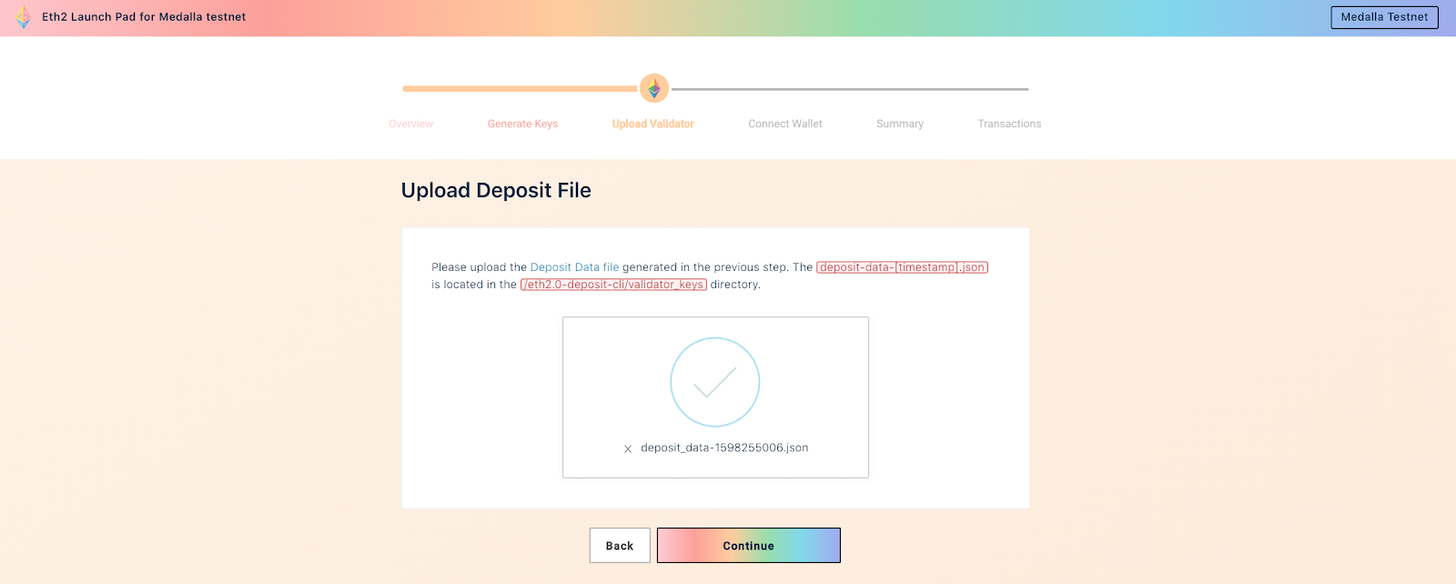 Eth2 Launch Pad for Medalla testnet
Medalla Testnet
Overview
Generate Keys
Upload Validator
Connect Wallet
Summary
Transactions
Upload Deposit File
Please upload the Deposit Data file generated in the previous step. The deposit-data-[timestamp].json
is located in the /eth2.0-deposit-cli/validator_keys directory.
deposit_data-1598255006.json
Back
Continue